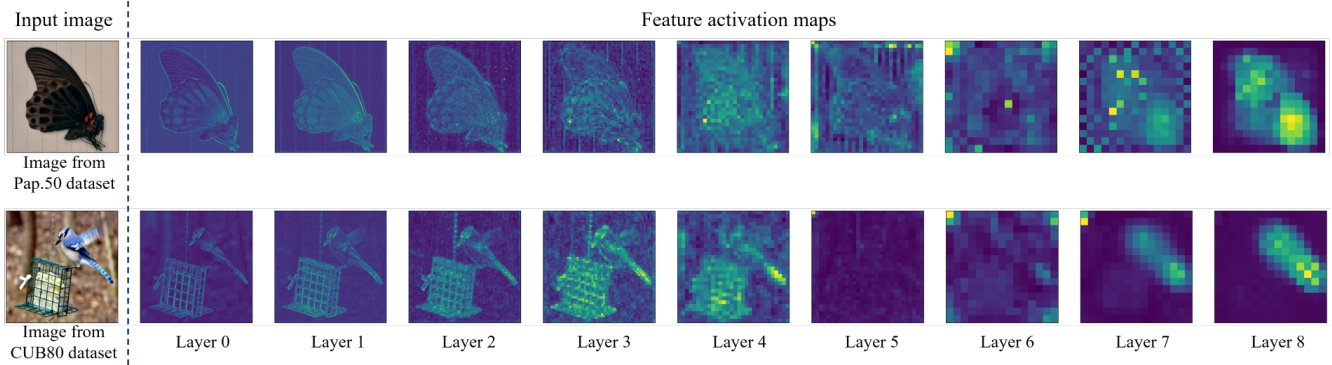 Input image
Feature activation maps
Image from
Pap.50 dataset
Image from
CUB80 dataset
Layer 0
Layer 1
Layer 2
Layer 3
Layer 4
Layer 5
Layer 6
Layer 7
Layer 8